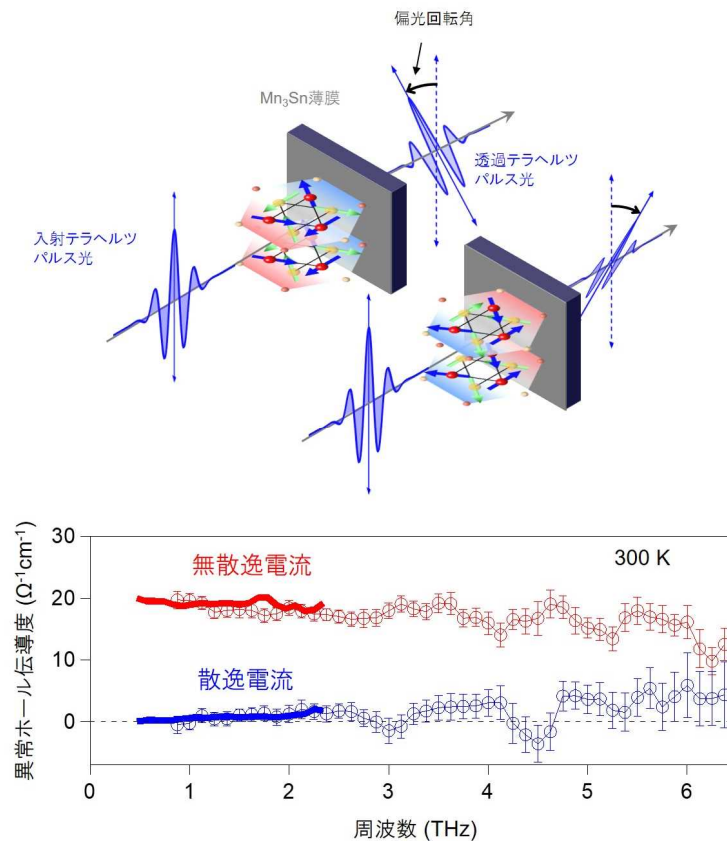 偏光回転角
Mn₃Sn薄膜
透過テラヘルツ
パルス光
入射テラヘルツ
パルス光
30
無散逸電流
300 K
20
10
散逸電流
0
異常ホール伝導度 (Ω⁻¹cm⁻¹)
0 1 2 3 4 5 6
周波数 (THz)